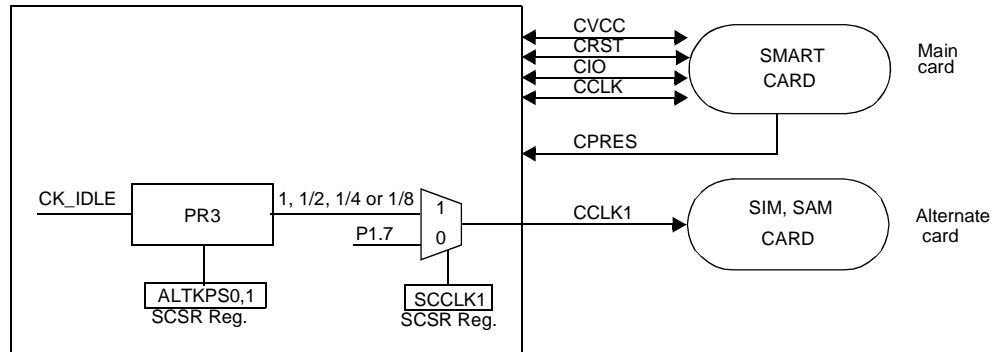 CVCC
CRST
CIO
CCLK
SMART
CARD
Main
card
CPRES
CK_IDLE
PR3
1, 1/2, 1/4 or 1/8
1
0
P1.7
CCLK1
SIM, SAM
CARD
Alternate
card
ALTKPS0,1
SCSR Reg.
SCCLK1
SCSR Reg.